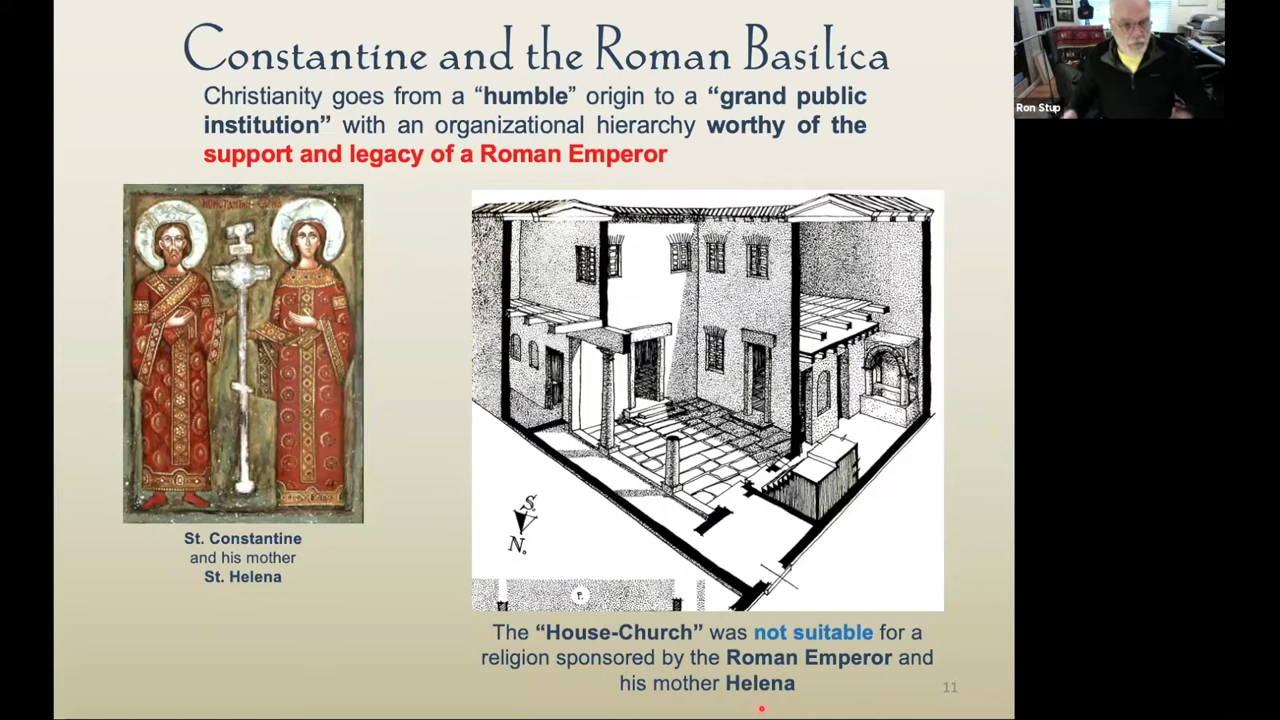 Constantine and the Roman Basilica
Christianity goes from a “humble” origin to a “grand public
institution” with an organizational hierarchy worthy of the
support and legacy of a Roman Emperor
Ron Stup
St. Constantine
and his mother
St. Helena
S.
N.
P.
The “House-Church” was not suitable for a
religion sponsored by the Roman Emperor and
his mother Helena
11